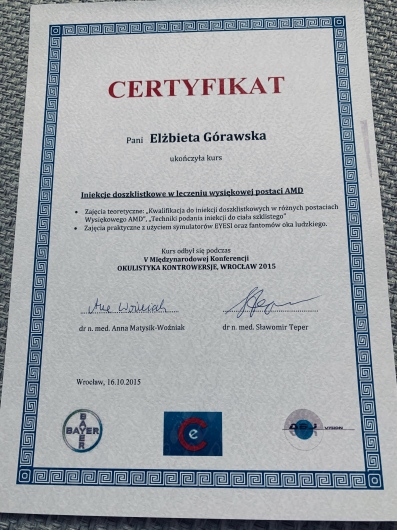 CERTYFIKAT
Pani Elżbieta Górawska
ukończyła kurs
Iniekcje doszklistkowe w leczeniu wysiękowej postaci AMD
• Zajęcia teoretyczne: „Kwalifikacja do iniekcji doszklistkowych w różnych postaciach
Wysiękowego AMD", „Techniki podania iniekcji do ciała szklistego"
• Zajęcia praktyczne z użyciem symulatorów EYESI oraz fantomów oka ludzkiego.
Kurs odbył się podczas
V Międzynarodowej Konferencji
OKULISTYKA KONTROWERSJE, WROCŁAW 2015
dr n. med. Anna Matysik-Woźniak
dr n. med. Sławomir Teper
Wrocław, 16.10.2015
BAYER
BAYER
VISION